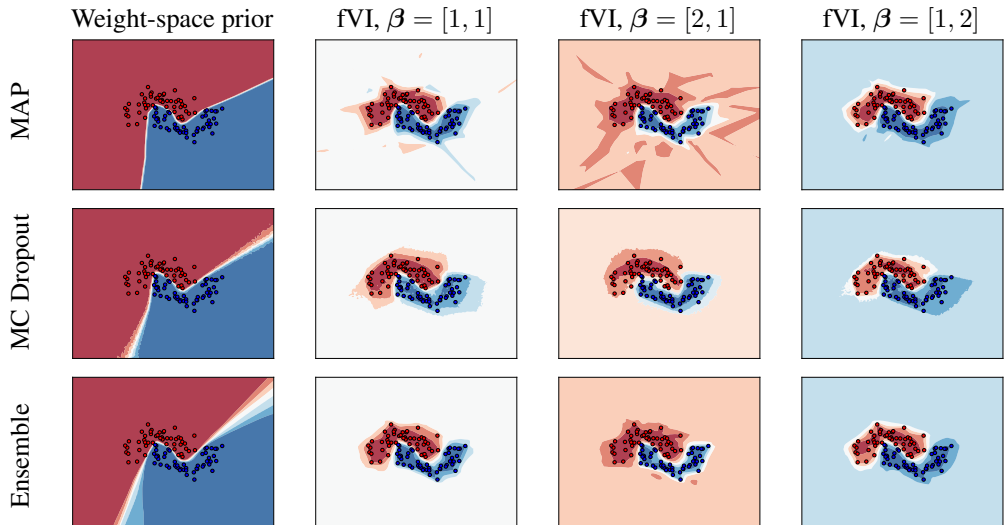 Weight-space prior
fVI, β = [1, 1]
fVI, β = [2, 1]
fVI, β = [1, 2]
MAP
MC Dropout
Ensemble